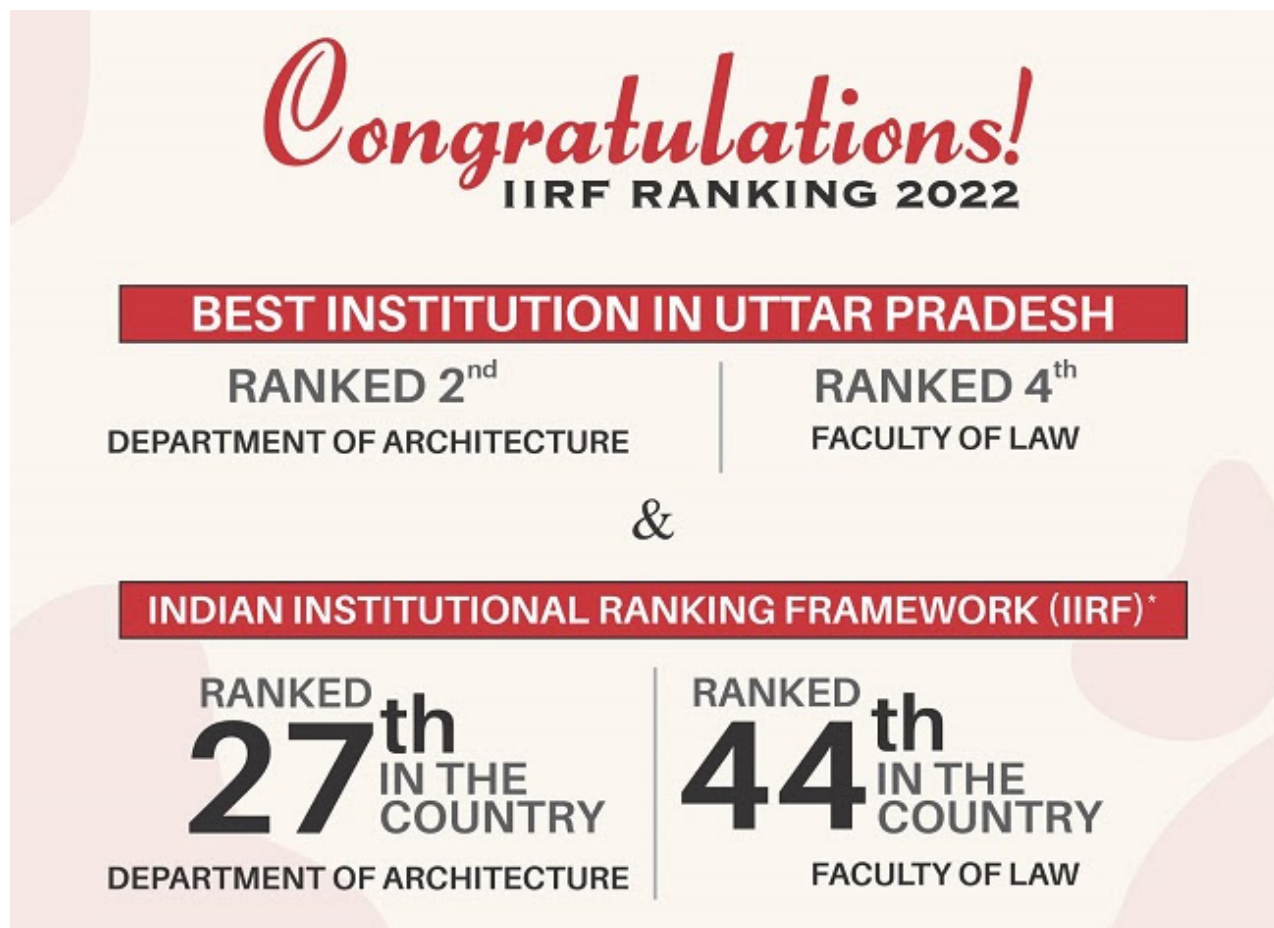 Congratulations!
IIRF RANKING 2022
BEST INSTITUTION IN UTTAR PRADESH
RANKED 2nd
DEPARTMENT OF ARCHITECTURE
RANKED 4th
FACULTY OF LAW
&
INDIAN INSTITUTIONAL RANKING FRAMEWORK (IIRF)*
RANKED
27th
IN THE
COUNTRY
DEPARTMENT OF ARCHITECTURE
RANKED
44th
IN THE
COUNTRY
FACULTY OF LAW